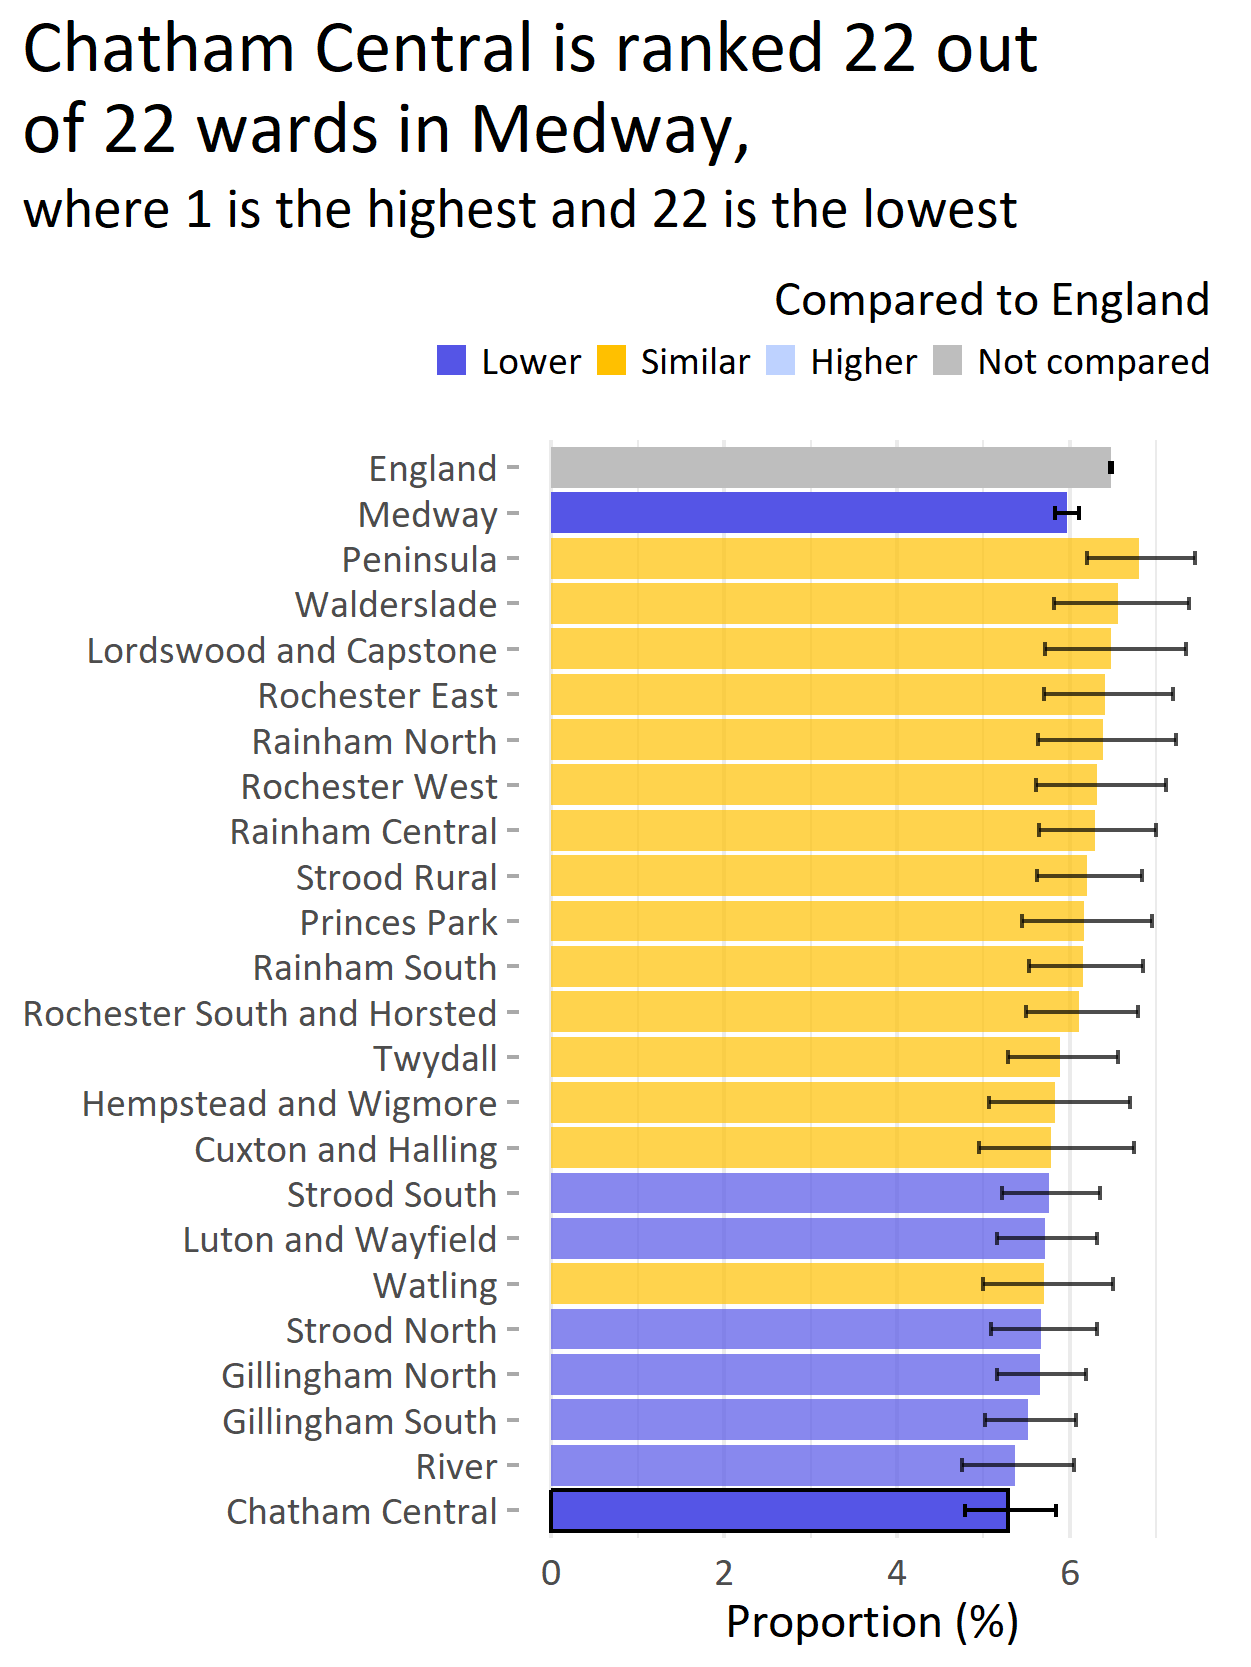 Chatham Central is ranked 22 out
of 22 wards in Medway,
where 1 is the highest and 22 is the lowest
Compared to England
Lower Similar Higher Not compared
England
Medway
Peninsula
Walderslade
Lordswood and Capstone
Rochester East
Rainham North
Rochester West
Rainham Central
Strood Rural
Princes Park
Rainham South
Rochester South and Horsted
Twydall
Hempstead and Wigmore
Cuxton and Halling
Strood South
Luton and Wayfield
Watling
Strood North
Gillingham North
Gillingham South
River
Chatham Central
0 2 4 6
Proportion (%)